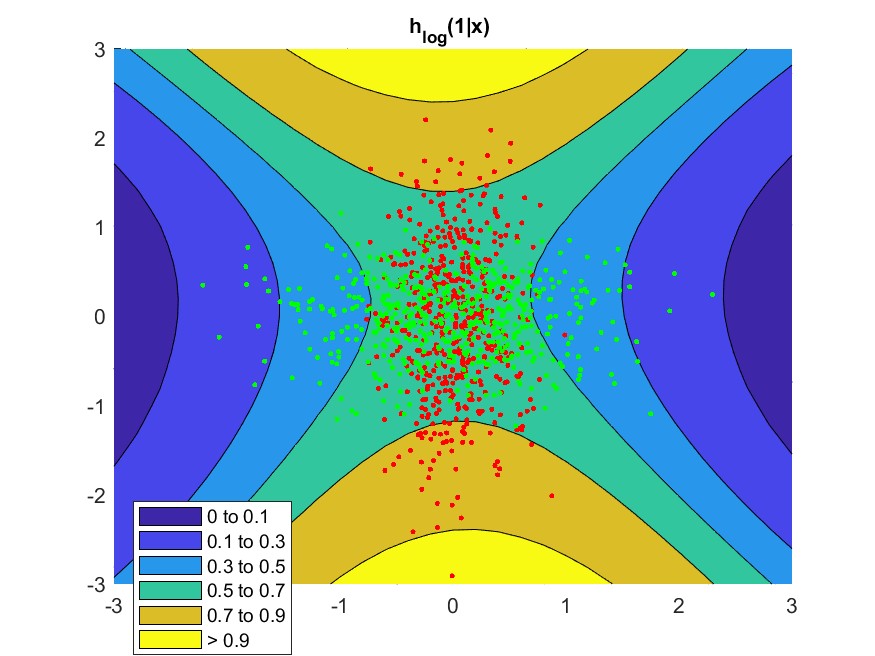 h_log(1|x)
3
2
1
0
-1
-2
-3
-3 -1 0 1 2 3
0 to 0.1
0.1 to 0.3
0.3 to 0.5
0.5 to 0.7
0.7 to 0.9
> 0.9